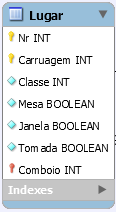 Lugar
Nr INT
Carruagem INT
Classe INT
Mesa BOOLEAN
Janela BOOLEAN
Tomada BOOLEAN
Comboio INT
Indexes